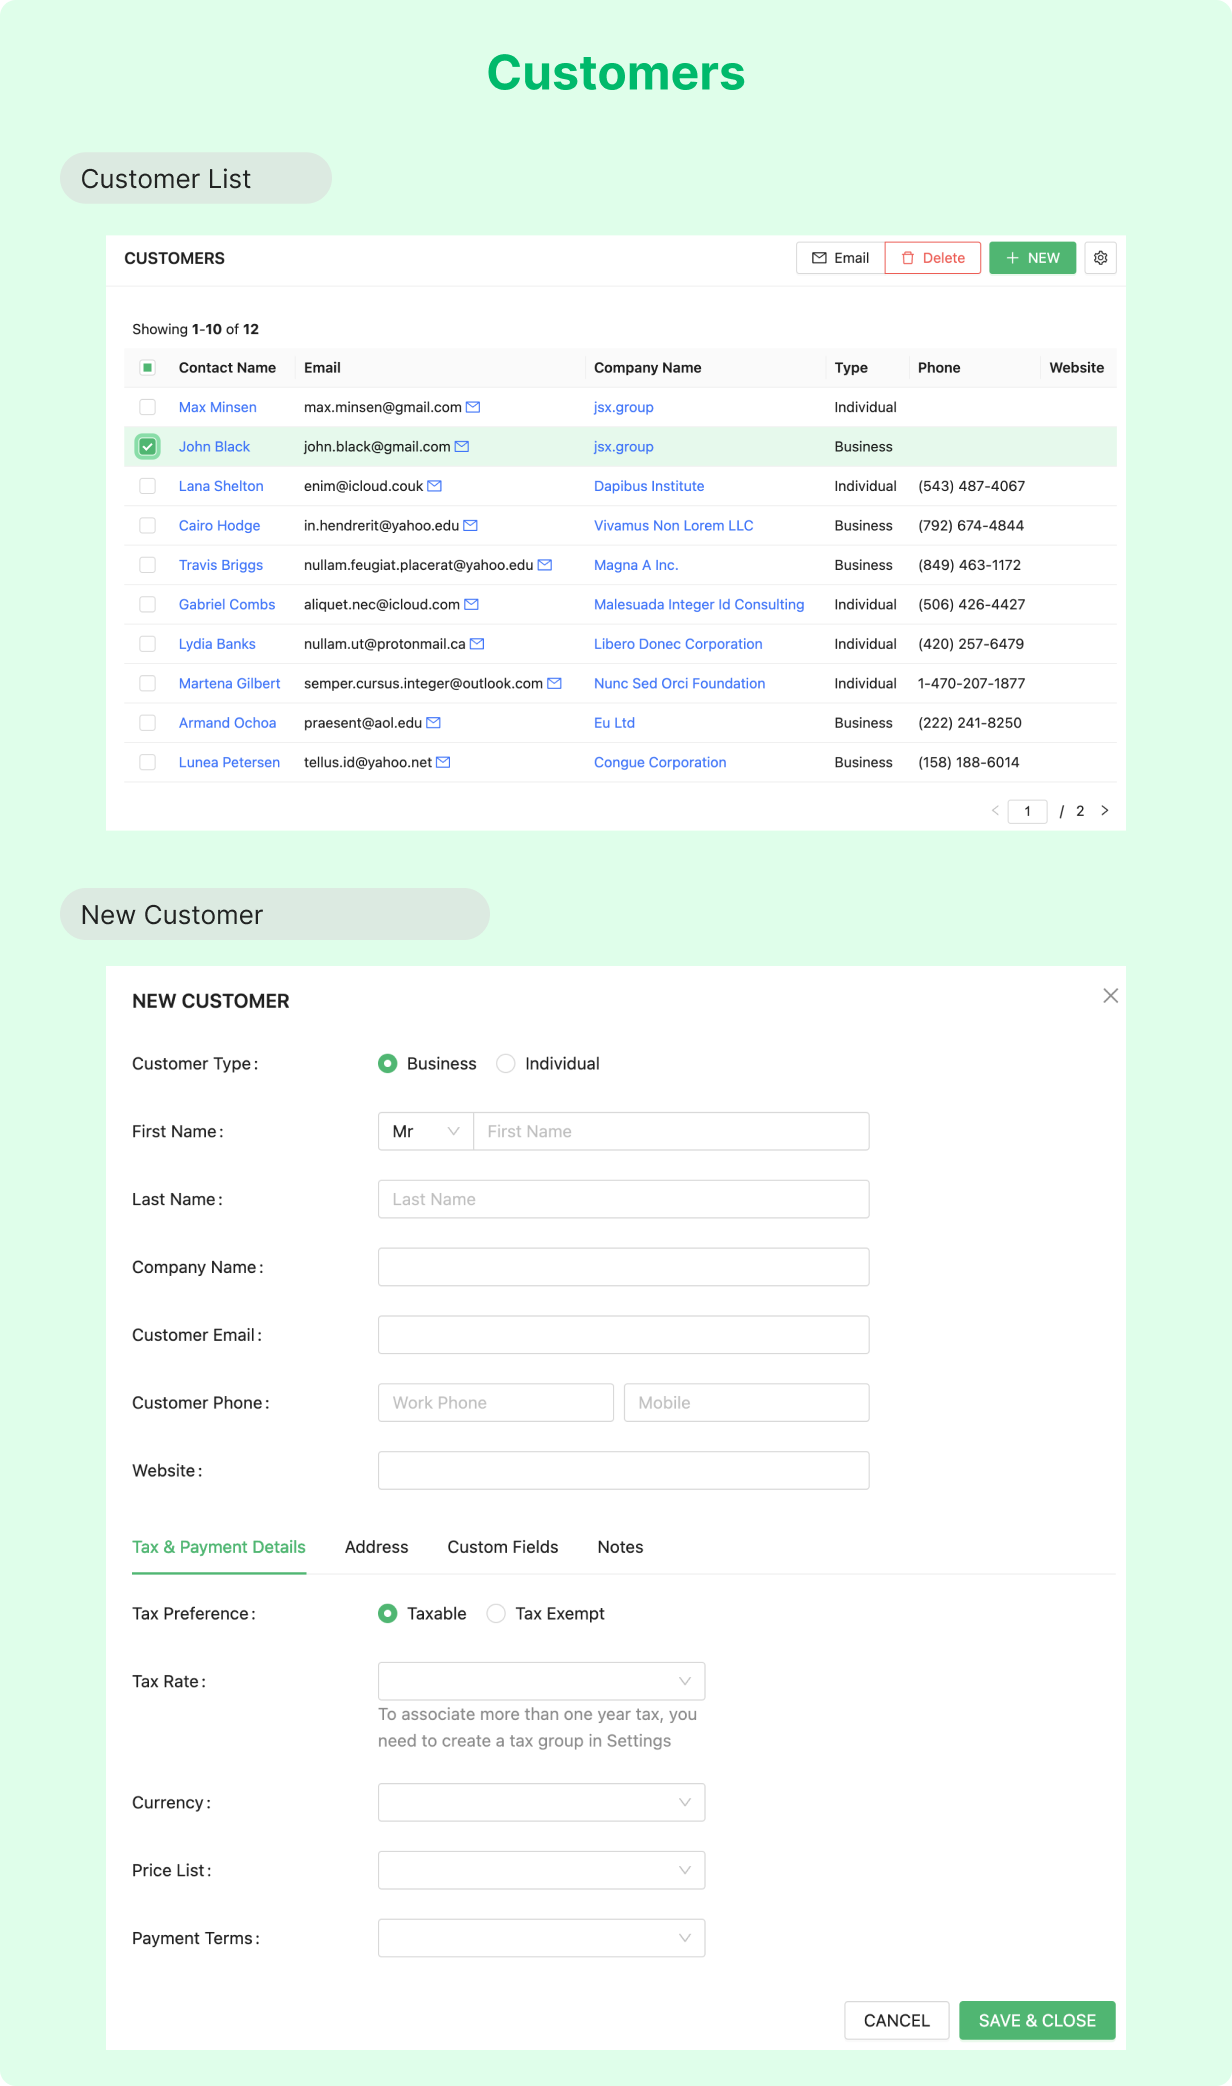 Customers
Customer List
CUSTOMERS
Email Delete + NEW
Showing 1-10 of 12
Contact Name Email Company Name Type Phone Website
Max Minsen max.minsen@gmail.com jsx.group Individual
John Black john.black@gmail.com jsx.group Business
Lana Shelton enim@icloud.couk Dapibus Institute Individual (543) 487-4067
Cairo Hodge in.hendrerit@yahoo.edu Vivamus Non Lorem LLC Business (792) 674-4844
Travis Briggs nullam.feugiat.placerat@yahoo.edu Magna A Inc. Business (849) 463-1172
Gabriel Combs aliquet.nec@icloud.com Malesuada Integer Id Consulting Individual (506) 426-4427
Lydia Banks nullam.ut@protonmail.ca Libero Donec Corporation Individual (420) 257-6479
Martena Gilbert semper.cursus.integer@outlook.com Nunc Sed Orci Foundation Individual 1-470-207-1877
Armand Ochoa praesent@aol.edu Eu Ltd Business (222) 241-8250
Lunea Petersen tellus.id@yahoo.net Congue Corporation Business (158) 188-6014
< 1 / 2 >
New Customer
NEW CUSTOMER
Customer Type: Business Individual
First Name: Mr First Name
Last Name: Last Name
Company Name:
Customer Email:
Customer Phone: Work Phone Mobile
Website:
Tax & Payment Details Address Custom Fields Notes
Tax Preference: Taxable Tax Exempt
Tax Rate:
To associate more than one year tax, you
need to create a tax group in Settings
Currency:
Price List:
Payment Terms:
CANCEL SAVE & CLOSE